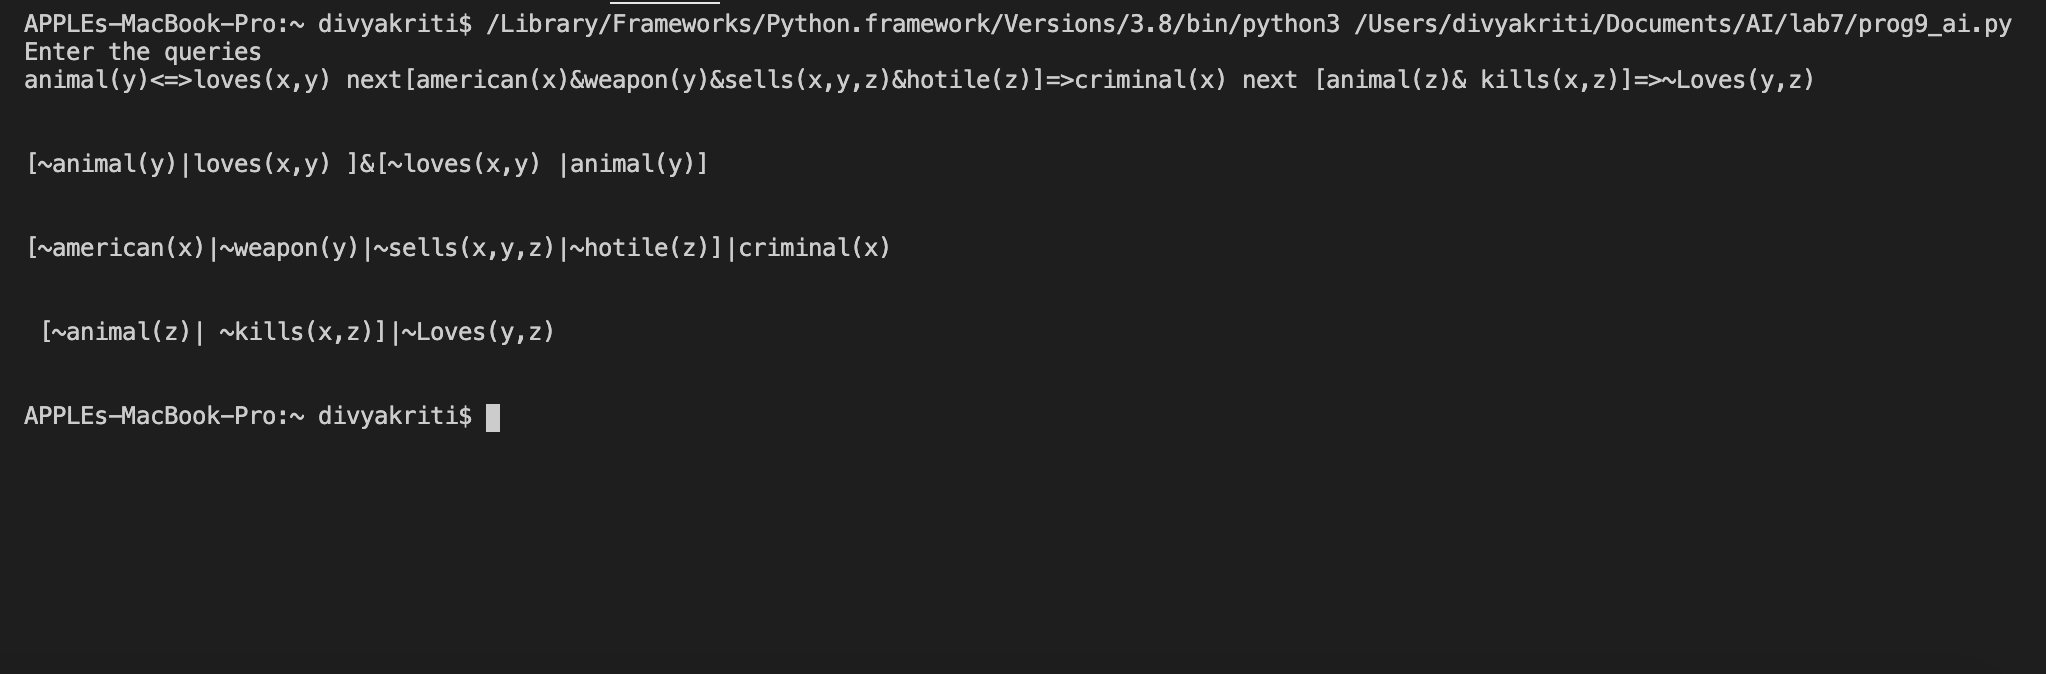 APPLEs-MacBook-Pro:~ divyakriti$ /Library/Frameworks/Python.framework/Versions/3.8/bin/python3 /Users/divyakriti/Documents/AI/lab7/prog9_ai.py
Enter the queries
animal(y)<=>loves(x,y) next[american(x)&weapon(y)&sells(x,y,z)&hotile(z)]=>criminal(x) next [animal(z)& kills(x,z)]=>~Loves(y,z)
[~animal(y)|loves(x,y) ]&[~loves(x,y) |animal(y)]
[~american(x)|~weapon(y)|~sells(x,y,z)|~hotile(z)]|criminal(x)
[~animal(z)| ~kills(x,z)]|~Loves(y,z)
APPLEs-MacBook-Pro:~ divyakriti$